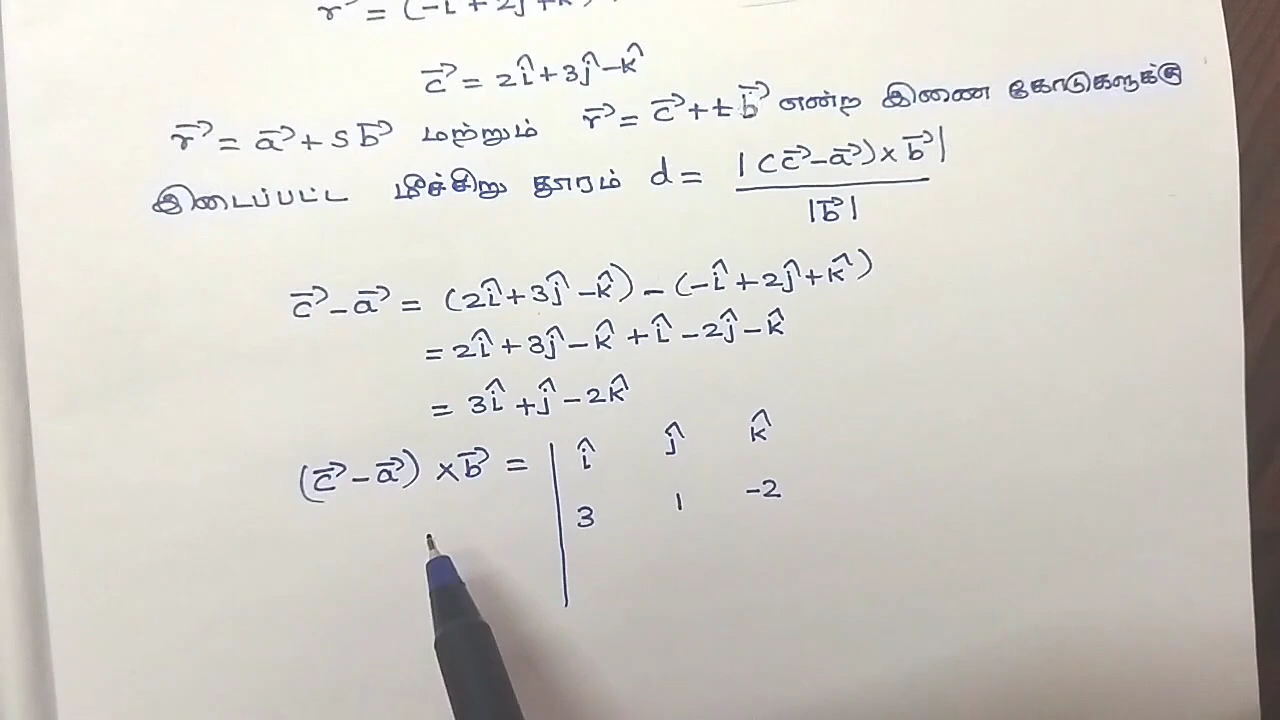 r⃗ = (-î + 2ĵ + k̂)
c⃗ = 2î + 3ĵ - k̂
r⃗ = a⃗ + s b⃗ மற்றும் r⃗ = c⃗ + t b⃗ என்ற இணை கோடுகளுக்கு
இடைப்பட்ட மீச்சிறு தூரம் d = |(c⃗ - a⃗) × b⃗| / |b⃗|
c⃗ - a⃗ = (2î + 3ĵ - k̂) - (-î + 2ĵ + k̂)
= 2î + 3ĵ - k̂ + î - 2ĵ - k̂
= 3î + ĵ - 2k̂
(c⃗ - a⃗) × b⃗ = | î ĵ k̂
3 1 -2